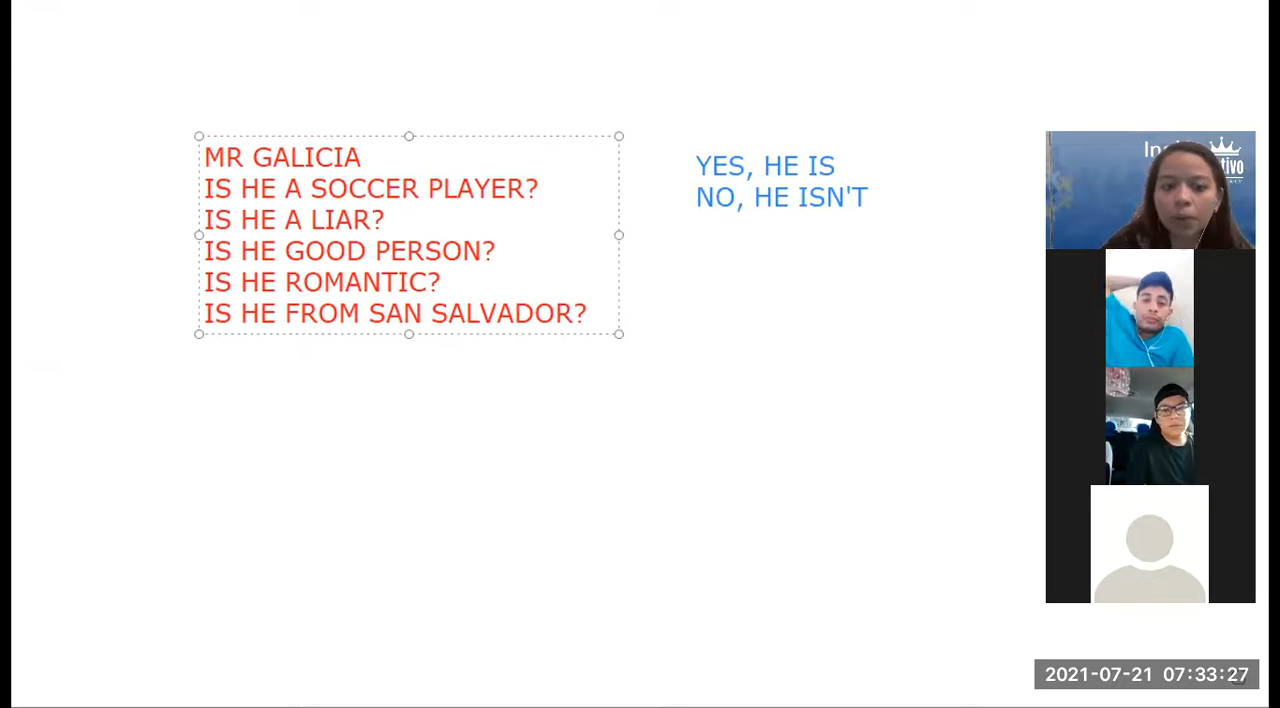 MR GALICIA
IS HE A SOCCER PLAYER?
IS HE A LIAR?
IS HE GOOD PERSON?
IS HE ROMANTIC?
IS HE FROM SAN SALVADOR?
YES, HE IS
NO, HE ISN'T
2021-07-21 07:33:27